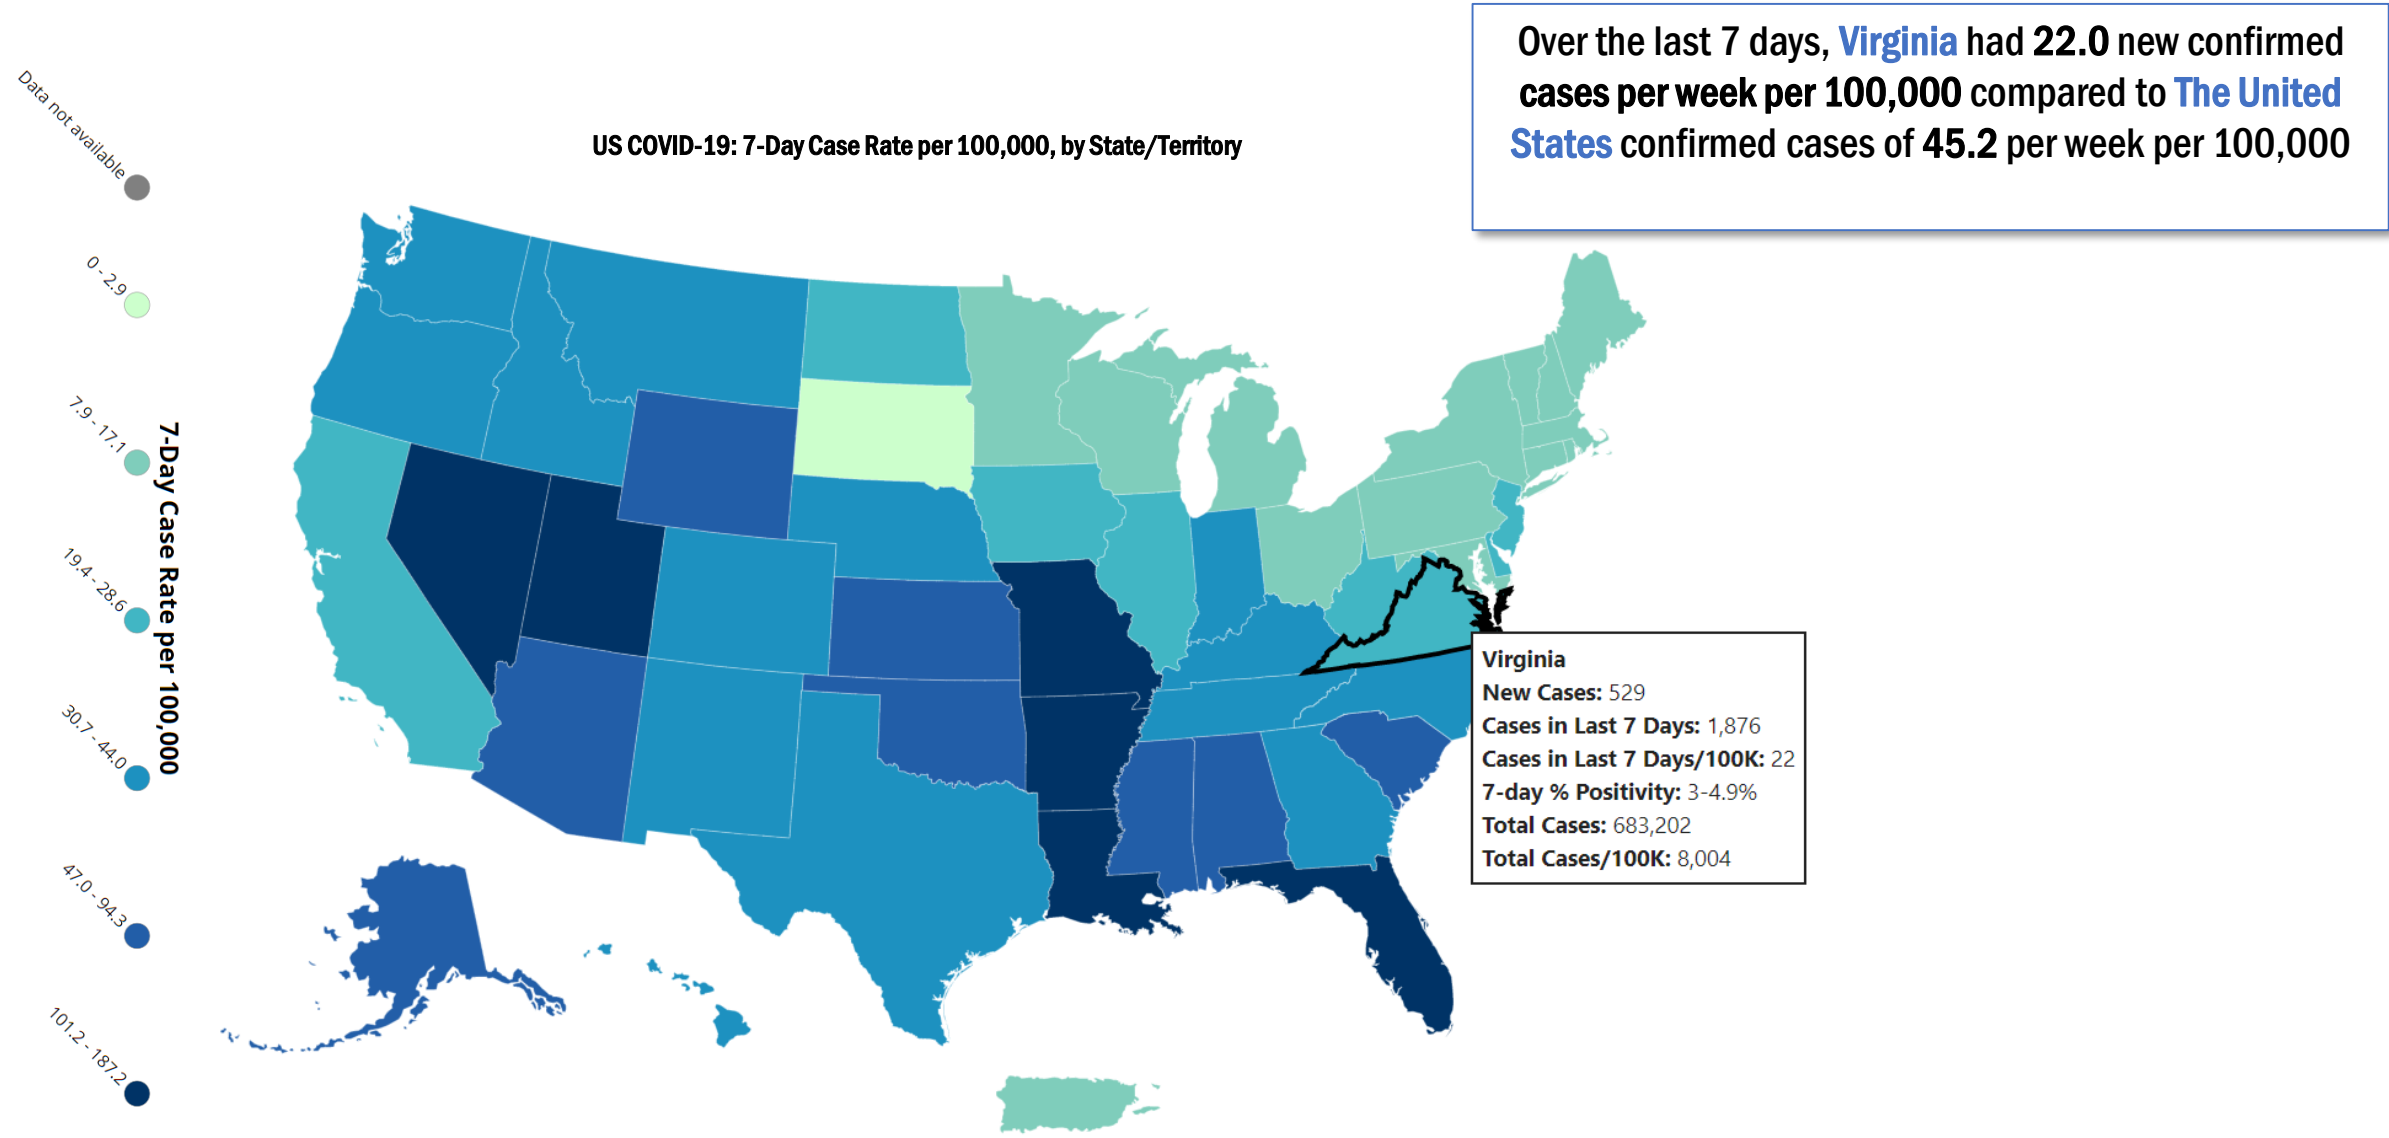 Over the last 7 days, Virginia had 22.0 new confirmed
cases per week per 100,000 compared to The United
States confirmed cases of 45.2 per week per 100,000
US COVID-19: 7-Day Case Rate per 100,000, by State/Territory
Data not available
0 - 2.9
7.9 - 17.1
19.4 - 28.6
30.7 - 44.0
47.0 - 94.3
101.2 - 187.2
7-Day Case Rate per 100,000
Virginia
New Cases: 529
Cases in Last 7 Days: 1,876
Cases in Last 7 Days/100K: 22
7-day % Positivity: 3-4.9%
Total Cases: 683,202
Total Cases/100K: 8,004